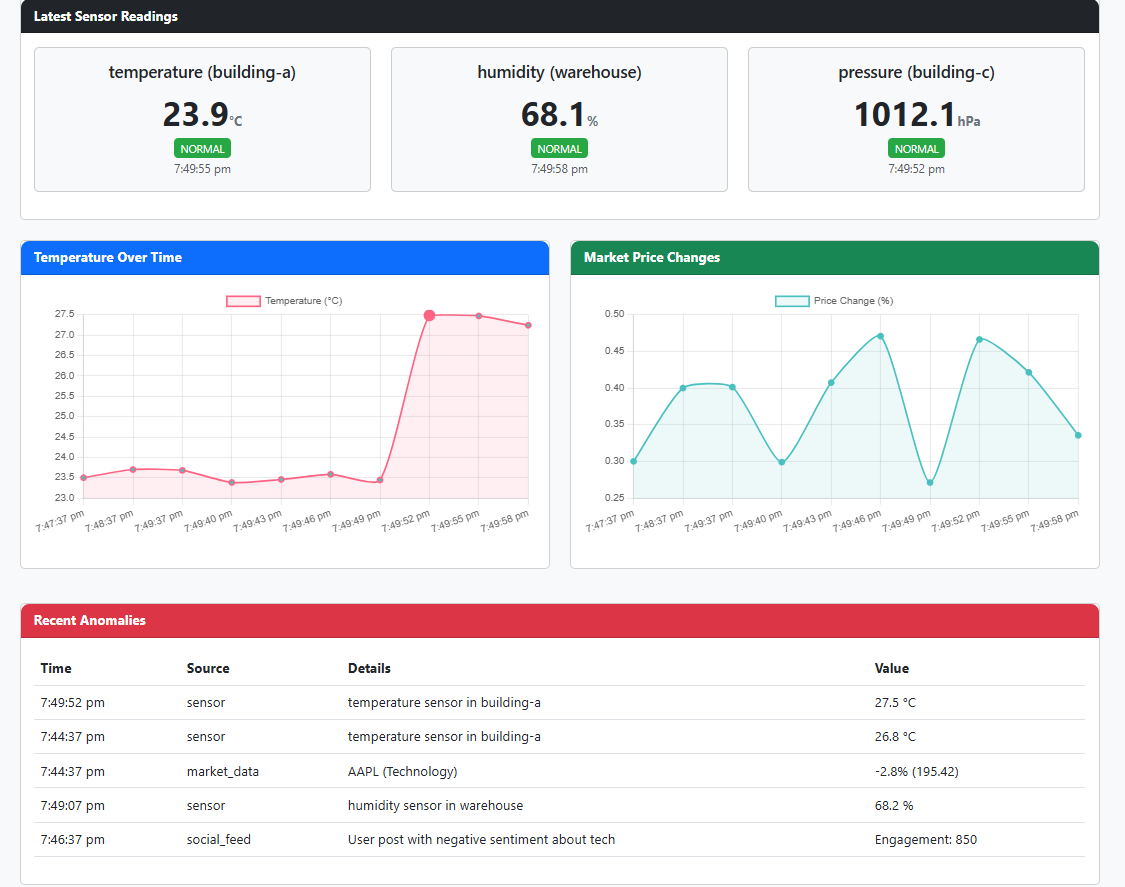 Latest Sensor Readings
temperature (building-a)
23.9°C
NORMAL
7:49:55 pm
humidity (warehouse)
68.1%
NORMAL
7:49:58 pm
pressure (building-c)
1012.1hPa
NORMAL
7:49:52 pm
Temperature Over Time
Temperature (°C)
27.5
27.0
26.5
26.0
25.5
25.0
24.5
24.0
23.5
23.0
7:47:37 pm
7:48:37 pm
7:49:37 pm
7:49:40 pm
7:49:43 pm
7:49:46 pm
7:49:49 pm
7:49:52 pm
7:49:55 pm
7:49:58 pm
Market Price Changes
Price Change (%)
0.50
0.45
0.40
0.35
0.30
0.25
7:47:37 pm
7:48:37 pm
7:49:37 pm
7:49:40 pm
7:49:43 pm
7:49:46 pm
7:49:49 pm
7:49:52 pm
7:49:55 pm
7:49:58 pm
Recent Anomalies
Time Source Details Value
7:49:52 pm sensor temperature sensor in building-a 27.5 °C
7:44:37 pm sensor temperature sensor in building-a 26.8 °C
7:44:37 pm market_data AAPL (Technology) -2.8% (195.42)
7:49:07 pm sensor humidity sensor in warehouse 68.2 %
7:46:37 pm social_feed User post with negative sentiment about tech Engagement: 850